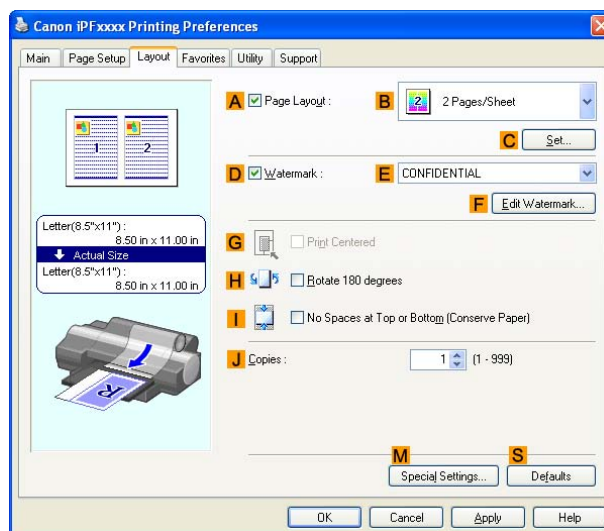 Canon iPFxxxx Printing Preferences
Main Page Setup Layout Favorites Utility Support
A Page Layout : B 2 2 Pages/Sheet
1 2
C Set...
D Watermark : E CONFIDENTIAL
F Edit Watermark...
Letter(8.5"x11") :
8.50 in x 11.00 in
Actual Size
Letter(8.5"x11") :
8.50 in x 11.00 in
G Print Centered
H Rotate 180 degrees
I No Spaces at Top or Bottom (Conserve Paper)
J Copies : 1 (1 - 999)
R
M S
Special Settings... Defaults
OK Cancel Apply Help